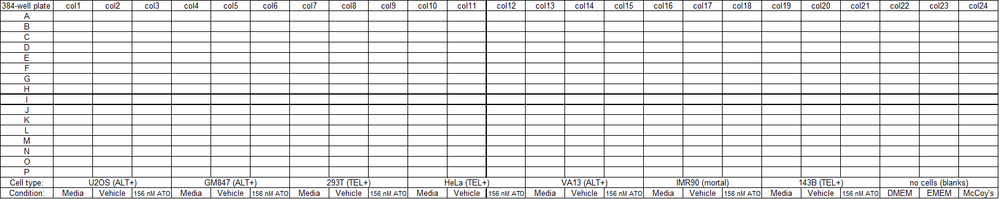 384-well plate col1 col2 col3 col4 col5 col6 col7 col8 col9 col10 col11 col12 col13 col14 col15 col16 col17 col18 col19 col20 col21 col22 col23 col24
A
B
C
D
E
F
G
H
I
J
K
L
M
N
O
P
Cell type: U2OS (ALT+) GM847 (ALT+) 293T (TEL+) HeLa (TEL+) VA13 (ALT+) IMR90 (mortal) 143B (TEL+) no cells (blanks)
Condition: Media Vehicle 156 nM ATO Media Vehicle 156 nM ATO Media Vehicle 156 nM ATO Media Vehicle 156 nM ATO Media Vehicle 156 nM ATO Media Vehicle 156 nM ATO Media Vehicle 156 nM ATO DMEM EMEM McCoy's